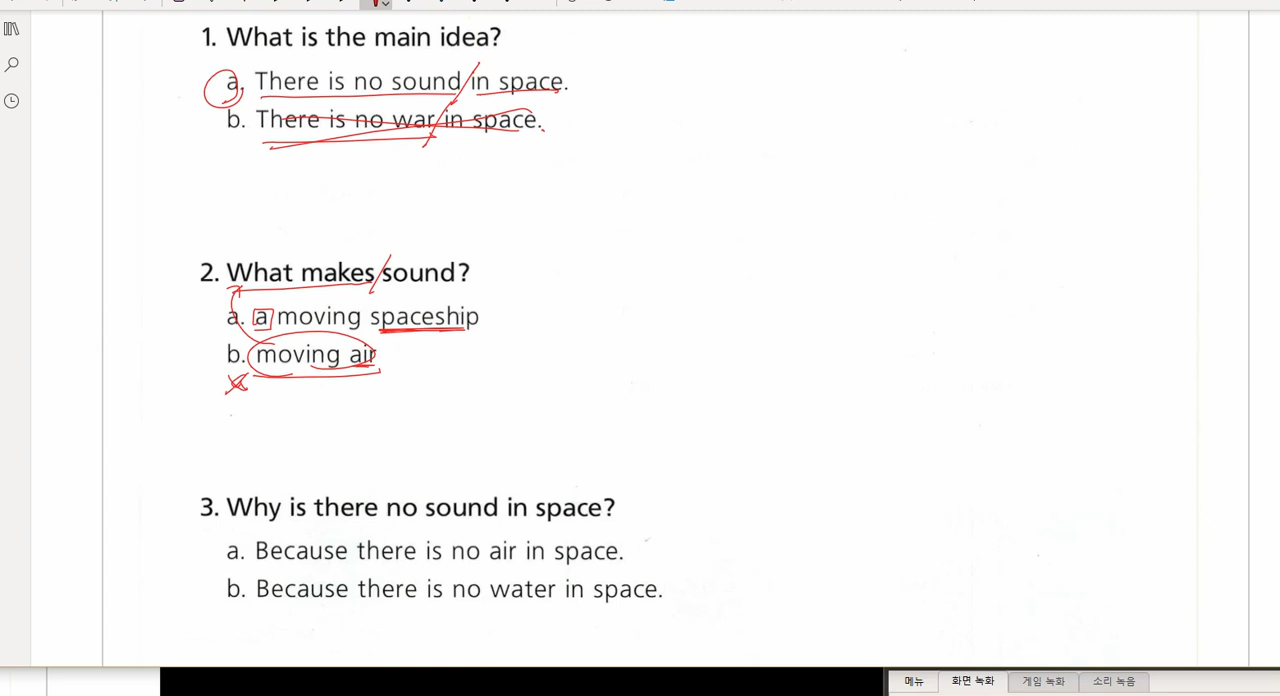 1. What is the main idea?
a. There is no sound in space.
b. There is no war in space.
2. What makes sound?
a. a moving spaceship
b. moving air
3. Why is there no sound in space?
a. Because there is no air in space.
b. Because there is no water in space.
메뉴 화면 녹화 게임 녹화 소리 녹음